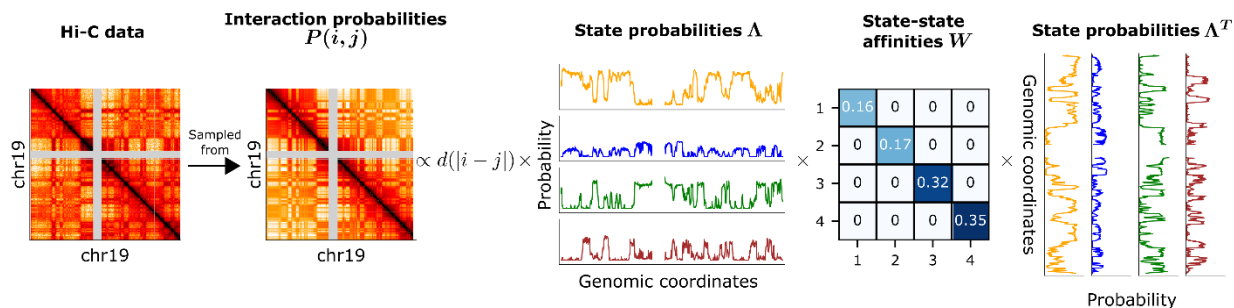 Hi-C data
chr19
chr19
Sampled
from
Interaction probabilities
P(i, j)
chr19
chr19
∝ d(|i − j|) ×
State probabilities Λ
Probability
Genomic coordinates
×
State-state
affinities W
1 0.16 0 0 0
2 0 0.17 0 0
3 0 0 0.32 0
4 0 0 0 0.35
1 2 3 4
×
State probabilities Λ^T
Genomic coordinates
Probability